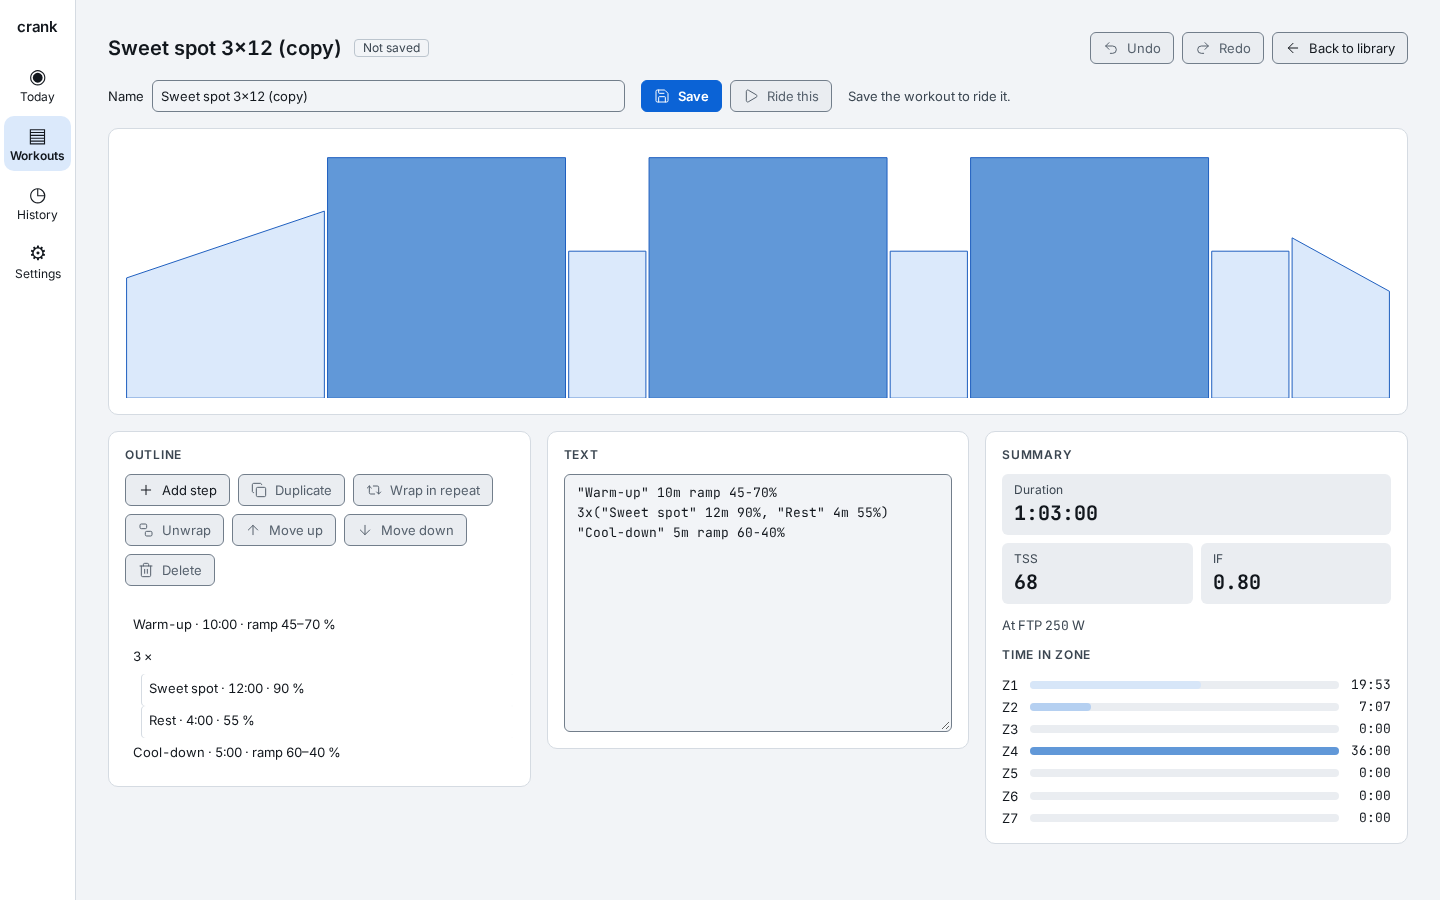 crank
Today
Workouts
History
Settings
Sweet spot 3×12 (copy)
Not saved
Undo
Redo
Back to library
Name
Sweet spot 3×12 (copy)
Save
Ride this
Save the workout to ride it.
OUTLINE
Add step
Duplicate
Wrap in repeat
Unwrap
Move up
Move down
Delete
Warm-up · 10:00 · ramp 45–70 %
3 ×
Sweet spot · 12:00 · 90 %
Rest · 4:00 · 55 %
Cool-down · 5:00 · ramp 60–40 %
TEXT
"Warm-up" 10m ramp 45-70%
3x("Sweet spot" 12m 90%, "Rest" 4m 55%)
"Cool-down" 5m ramp 60-40%
SUMMARY
Duration
1:03:00
TSS
68
IF
0.80
At FTP 250 W
TIME IN ZONE
Z1 19:53
Z2 7:07
Z3 0:00
Z4 36:00
Z5 0:00
Z6 0:00
Z7 0:00